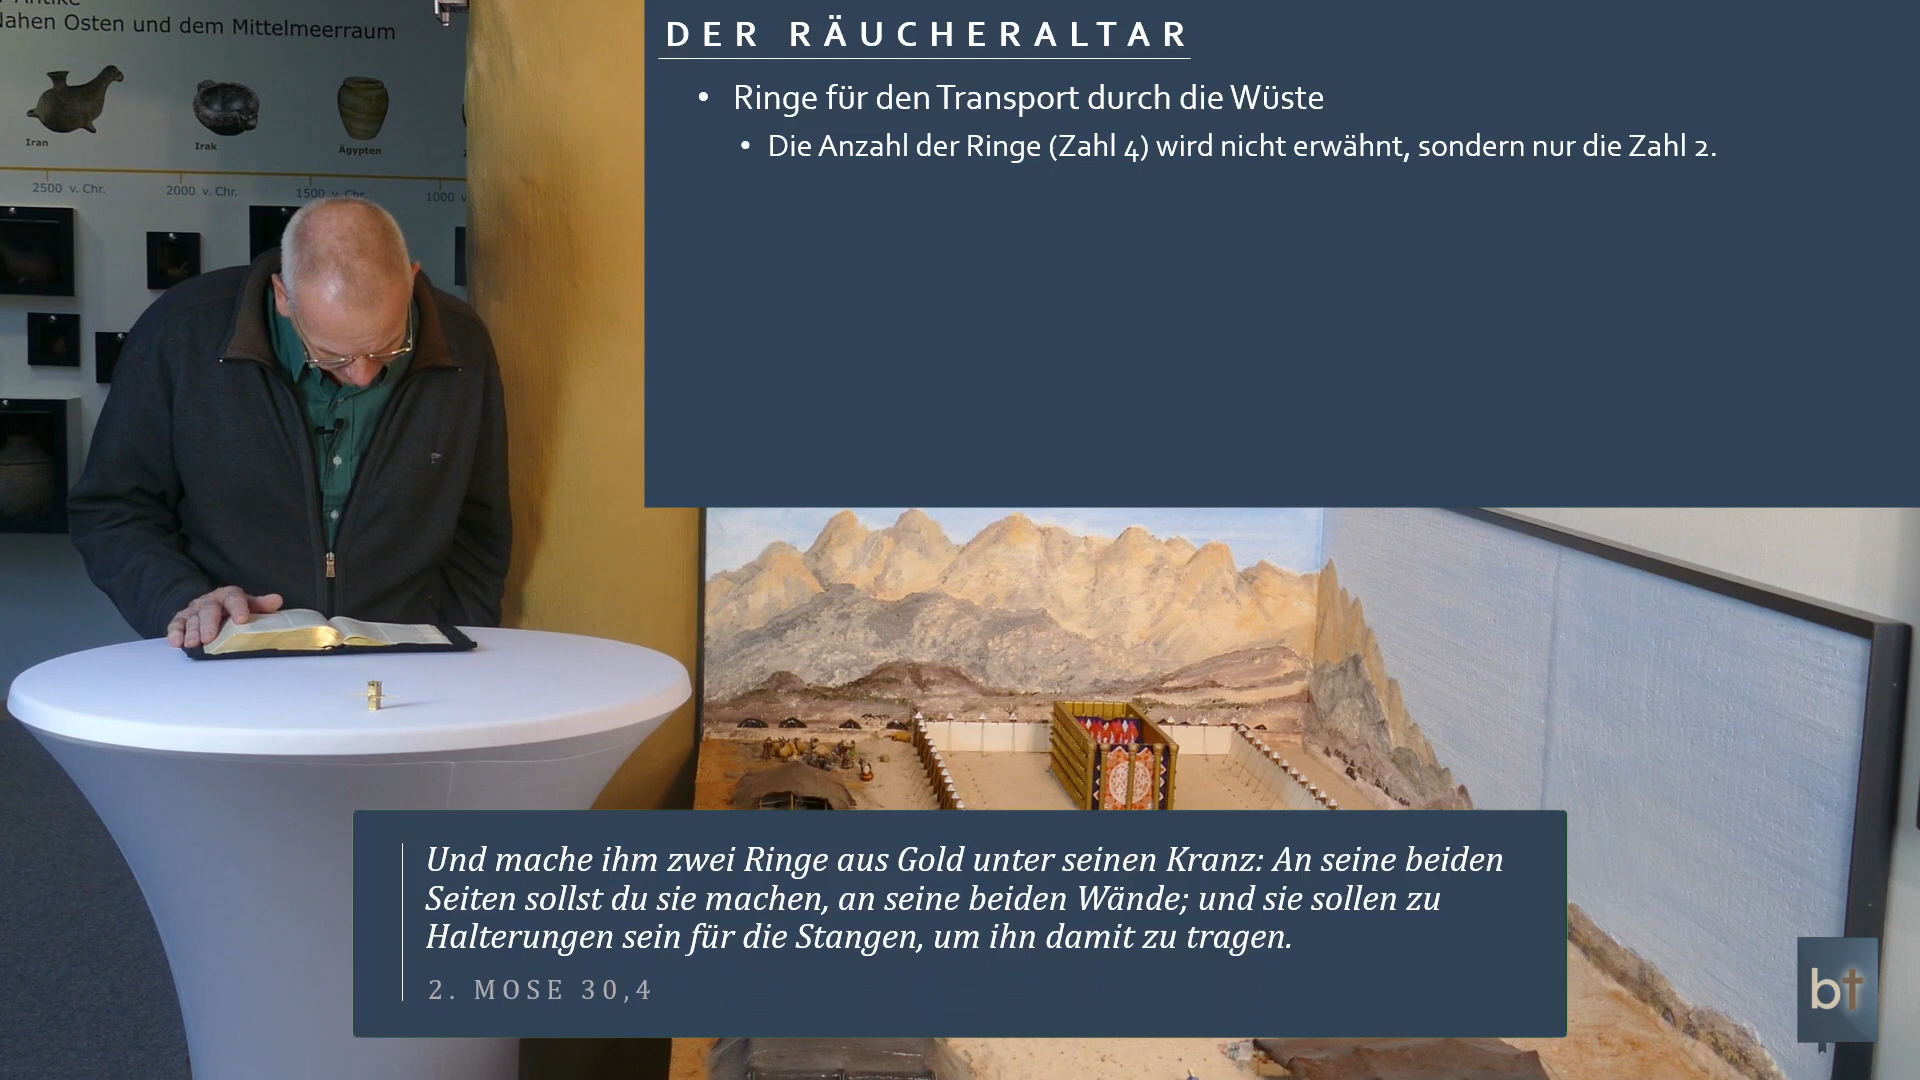 Antike
Nahen Osten und dem Mittelmeerraum
Iran
Irak
Ägypten
2500 v. Chr.
2000 v. Chr.
1500 v. Chr.
1000 v
DER RÄUCHERALTAR
• Ringe für den Transport durch die Wüste
• Die Anzahl der Ringe (Zahl 4) wird nicht erwähnt, sondern nur die Zahl 2.
Und mache ihm zwei Ringe aus Gold unter seinen Kranz: An seine beiden
Seiten sollst du sie machen, an seine beiden Wände; und sie sollen zu
Halterungen sein für die Stangen, um ihn damit zu tragen.
2. MOSE 30,4
bt